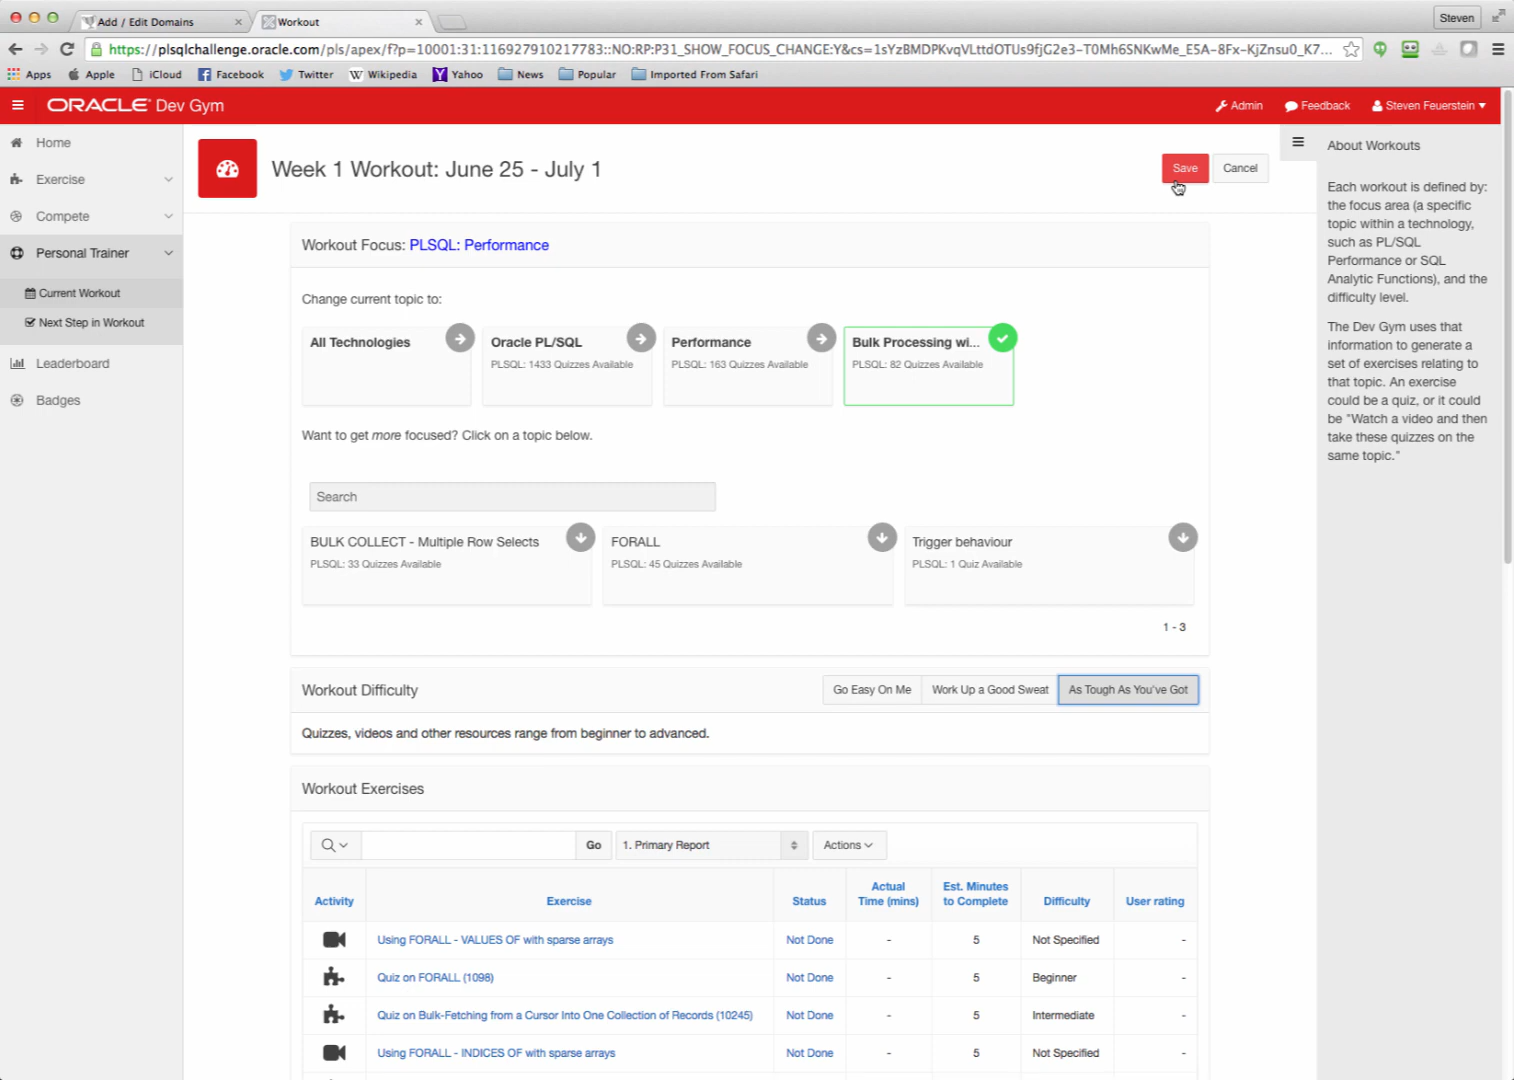 Add / Edit Domains
Workout
Steven
https://plsqlchallenge.oracle.com/pls/apex/f?p=10001:31:116927910217783::NO:RP:P31_SHOW_FOCUS_CHANGE:Y&cs=1sYzBMDPKvqVLttdOTUs9fjG2e3-T0Mh6SNKwMe_E5A-8Fx-KjZnsu0_K7...
Apps
Apple
iCloud
Facebook
Twitter
Wikipedia
Yahoo
News
Popular
Imported From Safari
ORACLE Dev Gym
Admin
Feedback
Steven Feuerstein
Home
Exercise
Compete
Personal Trainer
Current Workout
Next Step in Workout
Leaderboard
Badges
Week 1 Workout: June 25 - July 1
Save
Cancel
Workout Focus: PLSQL: Performance
Change current topic to:
All Technologies
Oracle PL/SQL
PLSQL: 1433 Quizzes Available
Performance
PLSQL: 163 Quizzes Available
Bulk Processing wi...
PLSQL: 82 Quizzes Available
Want to get more focused? Click on a topic below.
Search
BULK COLLECT - Multiple Row Selects
PLSQL: 33 Quizzes Available
FORALL
PLSQL: 45 Quizzes Available
Trigger behaviour
PLSQL: 1 Quiz Available
1 - 3
Workout Difficulty
Go Easy On Me
Work Up a Good Sweat
As Tough As You've Got
Quizzes, videos and other resources range from beginner to advanced.
Workout Exercises
Go
1. Primary Report
Actions
Activity
Exercise
Status
Actual
Time (mins)
Est. Minutes
to Complete
Difficulty
User rating
Using FORALL - VALUES OF with sparse arrays
Not Done
-
5
Not Specified
-
Quiz on FORALL (1098)
Not Done
-
5
Beginner
-
Quiz on Bulk-Fetching from a Cursor Into One Collection of Records (10245)
Not Done
-
5
Intermediate
-
Using FORALL - INDICES OF with sparse arrays
Not Done
-
5
Not Specified
-
About Workouts
Each workout is defined by:
the focus area (a specific
topic within a technology,
such as PL/SQL
Performance or SQL
Analytic Functions), and the
difficulty level.
The Dev Gym uses that
information to generate a
set of exercises relating to
that topic. An exercise
could be a quiz, or it could
be "Watch a video and then
take these quizzes on the
same topic."